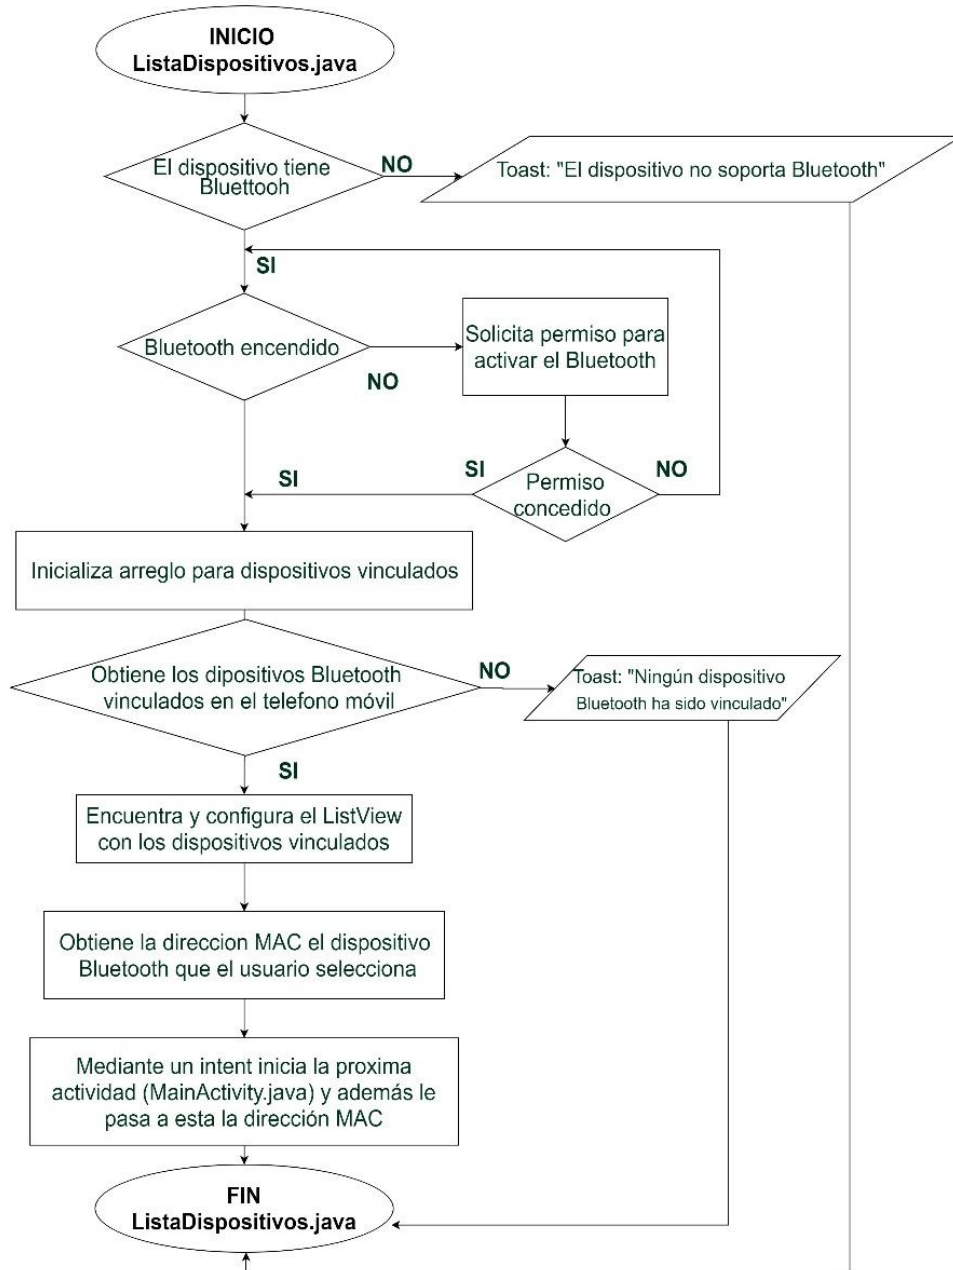 INICIO
ListaDispositivos.java
El dispositivo tiene
Bluettooh
NO
Toast: "El dispositivo no soporta Bluetooth"
SI
Bluetooth encendido
NO
Solicita permiso para
activar el Bluetooth
Permiso
concedido
SI
NO
SI
Inicializa arreglo para dispositivos vinculados
Obtiene los dipositivos Bluetooth
vinculados en el telefono móvil
NO
Toast: "Ningún dispositivo
Bluetooth ha sido vinculado"
SI
Encuentra y configura el ListView
con los dispositivos vinculados
Obtiene la direccion MAC el dispositivo
Bluetooth que el usuario selecciona
Mediante un intent inicia la proxima
actividad (MainActivity.java) y además le
pasa a esta la dirección MAC
FIN
ListaDispositivos.java